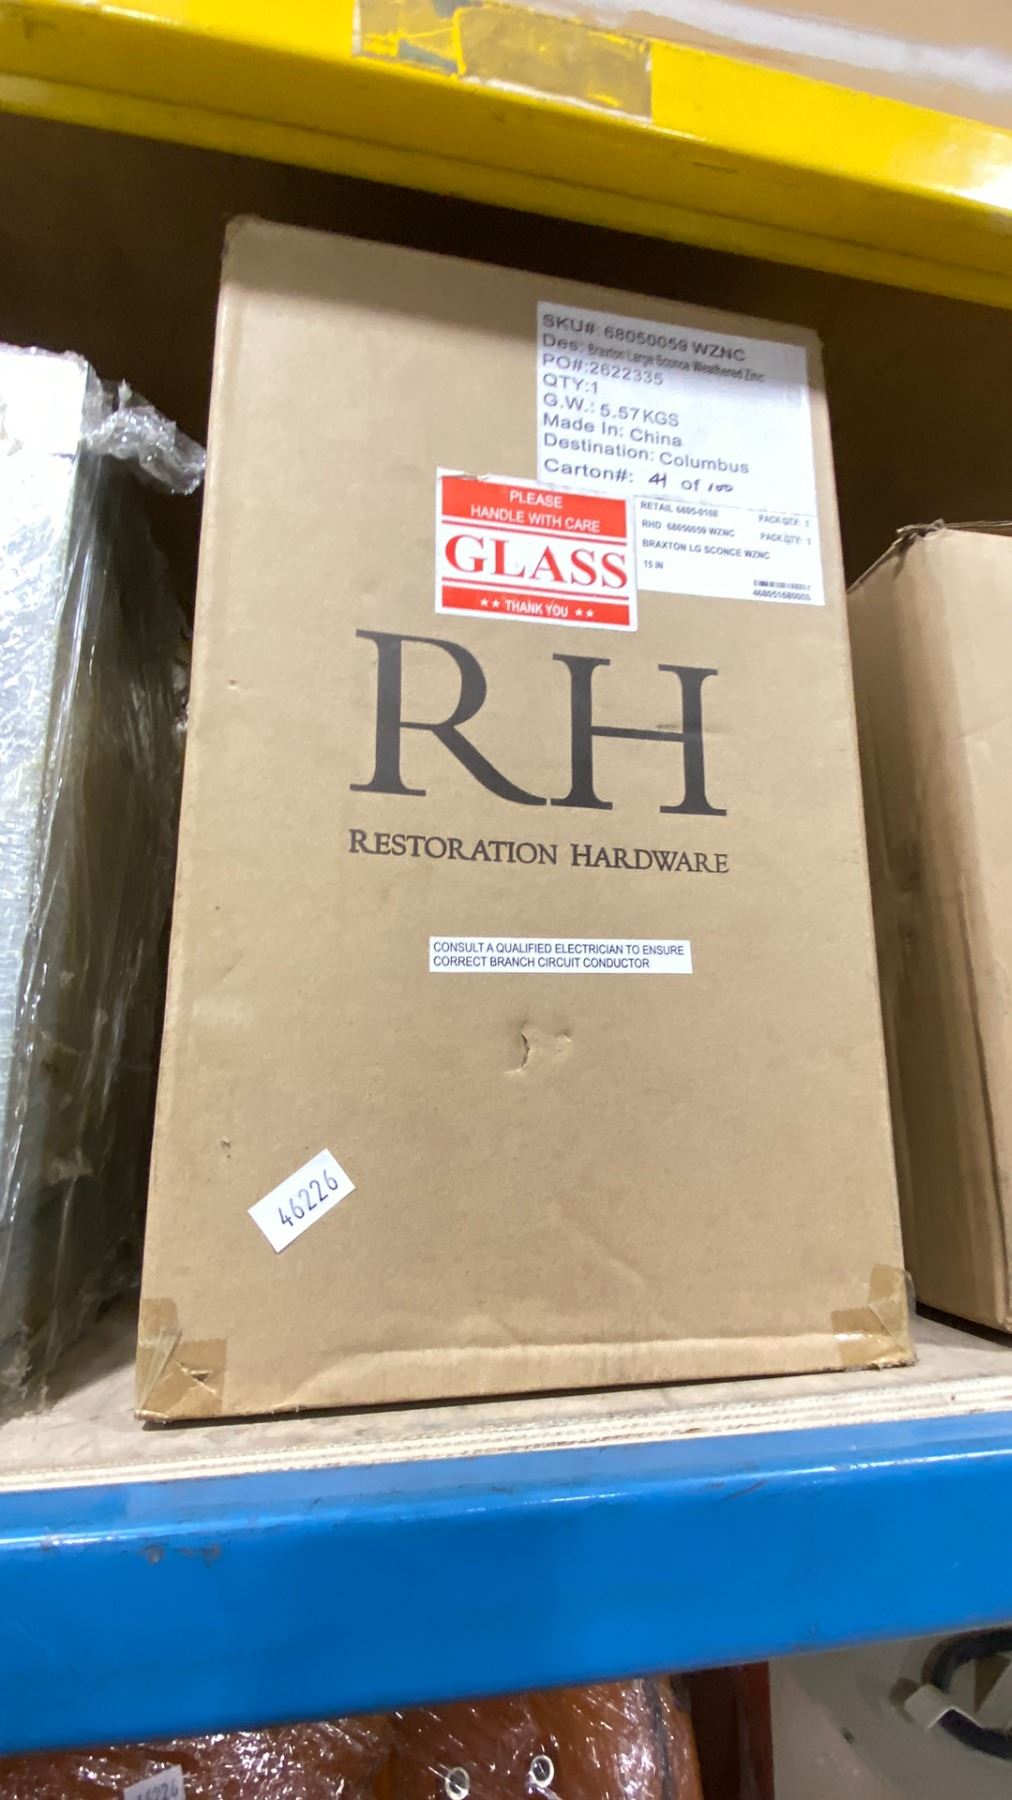 SKU#: 68050059 WZNC
Des: Braxton Large Sconce Weathered Zinc
PO#:2622335
QTY:1
G.W.: 5.57KGS
Made In: China
Destination: Columbus
Carton#: 41 of 100
RETAIL 6805-0168 PACK QTY: 1
RHD 68050059 WZNC PACK QTY: 1
BRAXTON LG SCONCE WZNC
15 IN
PLEASE
HANDLE WITH CARE
GLASS
★★ THANK YOU ★★
RH
RESTORATION HARDWARE
CONSULT A QUALIFIED ELECTRICIAN TO ENSURE
CORRECT BRANCH CIRCUIT CONDUCTOR
46226